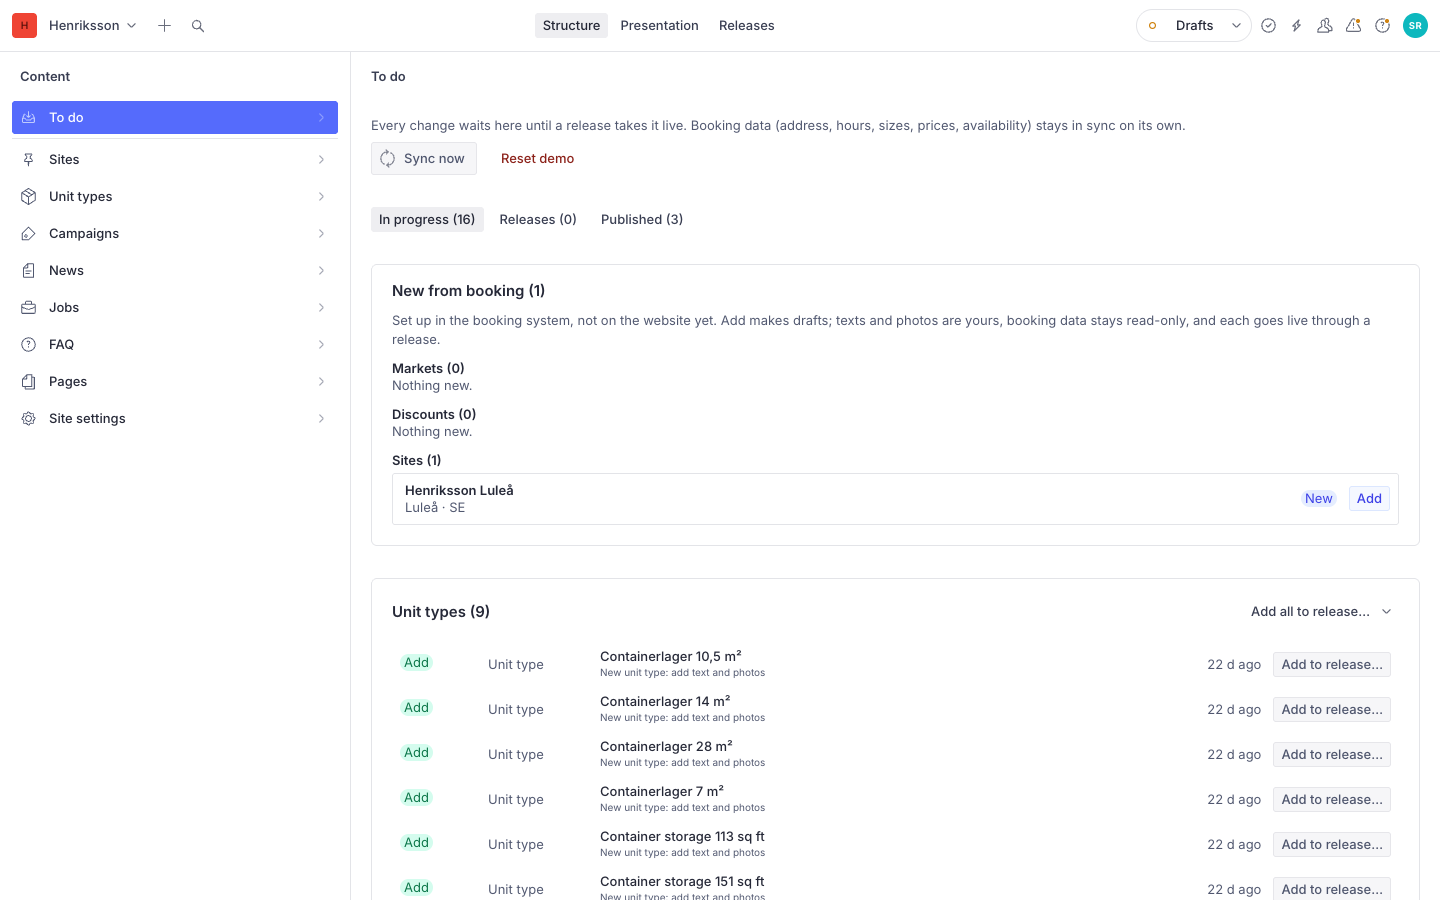 H Henriksson Structure Presentation Releases Drafts SR
Content
To do
Sites
Unit types
Campaigns
News
Jobs
FAQ
Pages
Site settings
To do
Every change waits here until a release takes it live. Booking data (address, hours, sizes, prices, availability) stays in sync on its own.
Sync now Reset demo
In progress (16) Releases (0) Published (3)
New from booking (1)
Set up in the booking system, not on the website yet. Add makes drafts; texts and photos are yours, booking data stays read-only, and each goes live through a
release.
Markets (0)
Nothing new.
Discounts (0)
Nothing new.
Sites (1)
Henriksson Luleå
Luleå · SE
New Add
Unit types (9) Add all to release...
Add Unit type Containerlager 10,5 m² 22 d ago Add to release...
New unit type: add text and photos
Add Unit type Containerlager 14 m² 22 d ago Add to release...
New unit type: add text and photos
Add Unit type Containerlager 28 m² 22 d ago Add to release...
New unit type: add text and photos
Add Unit type Containerlager 7 m² 22 d ago Add to release...
New unit type: add text and photos
Add Unit type Container storage 113 sq ft 22 d ago Add to release...
New unit type: add text and photos
Add Unit type Container storage 151 sq ft 22 d ago Add to release...
New unit type: add text and photos